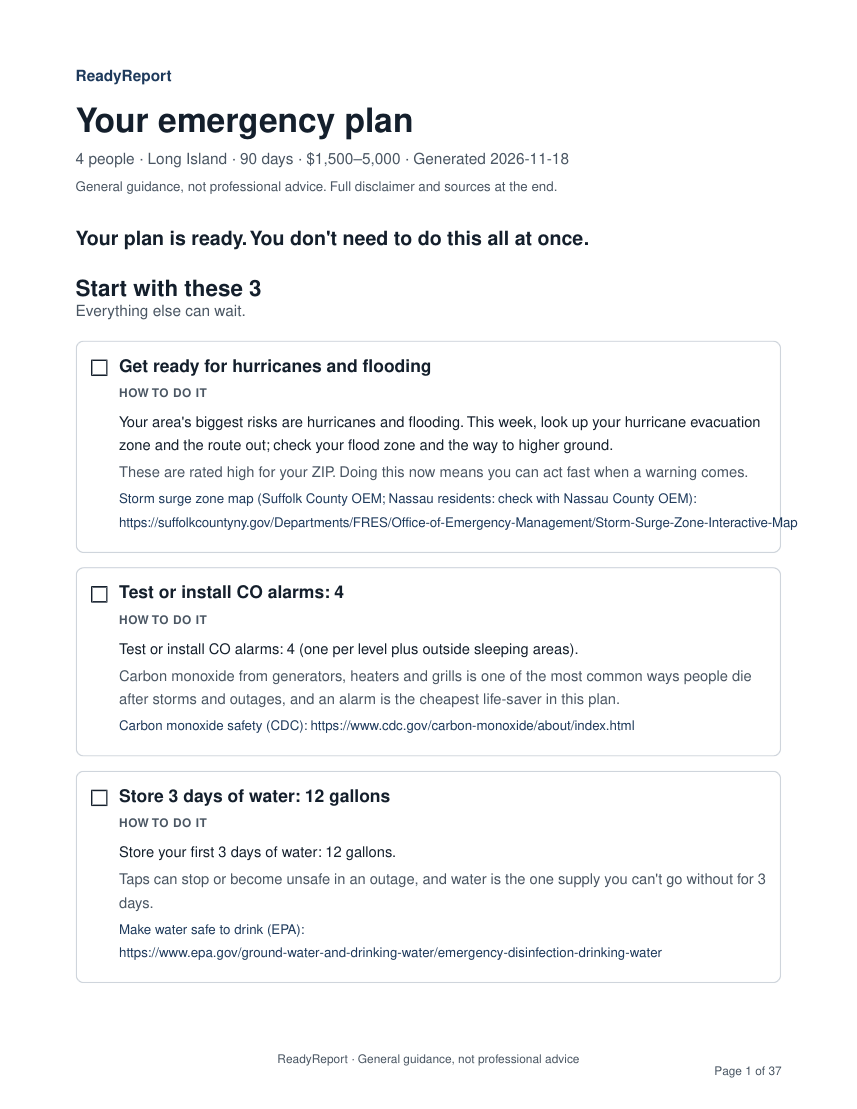 ReadyReport
Your emergency plan
4 people · Long Island · 90 days · $1,500–5,000 · Generated 2026-11-18
General guidance, not professional advice. Full disclaimer and sources at the end.
Your plan is ready. You don't need to do this all at once.
Start with these 3
Everything else can wait.
Get ready for hurricanes and flooding
HOW TO DO IT
Your area's biggest risks are hurricanes and flooding. This week, look up your hurricane evacuation
zone and the route out; check your flood zone and the way to higher ground.
These are rated high for your ZIP. Doing this now means you can act fast when a warning comes.
Storm surge zone map (Suffolk County OEM; Nassau residents: check with Nassau County OEM):
https://suffolkcountyny.gov/Departments/FRES/Office-of-Emergency-Management/Storm-Surge-Zone-Interactive-Map
Test or install CO alarms: 4
HOW TO DO IT
Test or install CO alarms: 4 (one per level plus outside sleeping areas).
Carbon monoxide from generators, heaters and grills is one of the most common ways people die
after storms and outages, and an alarm is the cheapest life-saver in this plan.
Carbon monoxide safety (CDC): https://www.cdc.gov/carbon-monoxide/about/index.html
Store 3 days of water: 12 gallons
HOW TO DO IT
Store your first 3 days of water: 12 gallons.
Taps can stop or become unsafe in an outage, and water is the one supply you can't go without for 3
days.
Make water safe to drink (EPA):
https://www.epa.gov/ground-water-and-drinking-water/emergency-disinfection-drinking-water
ReadyReport · General guidance, not professional advice
Page 1 of 37